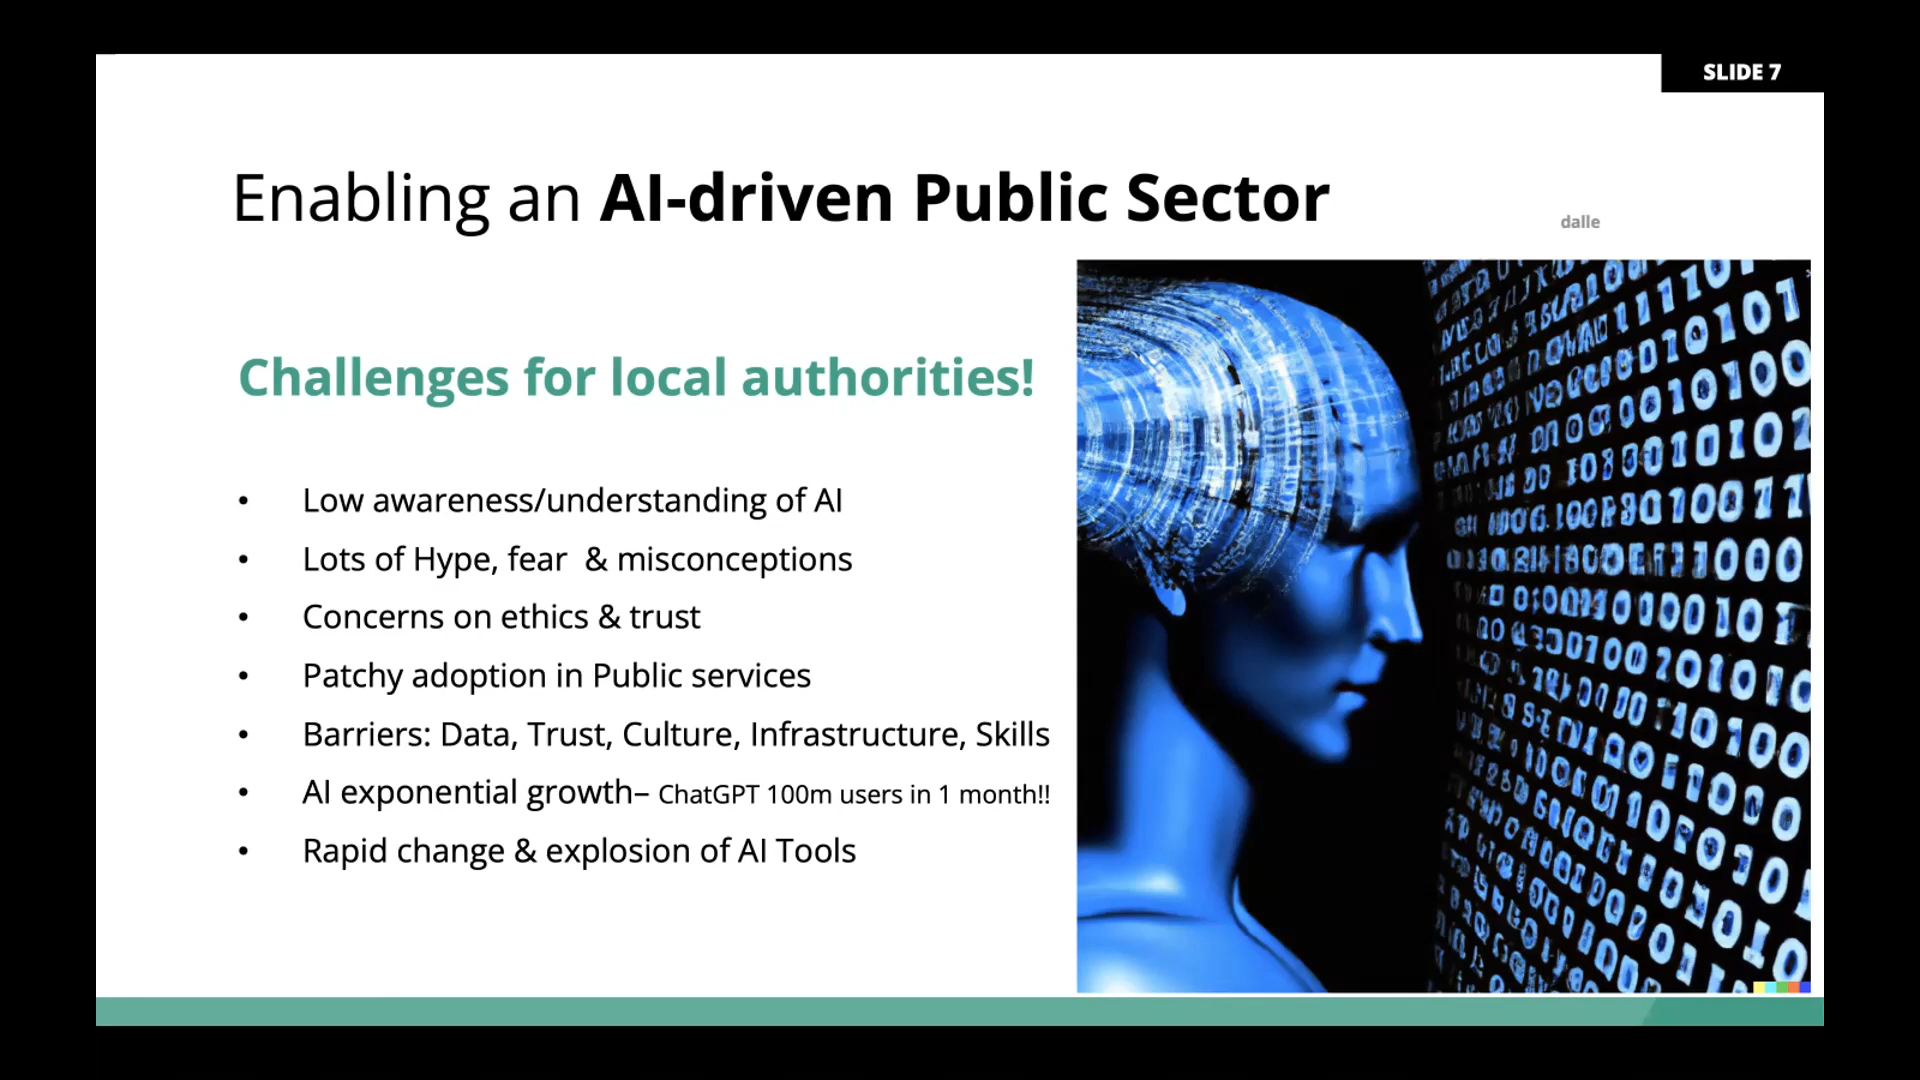 SLIDE 7
Enabling an AI-driven Public Sector
dalle
Challenges for local authorities!
• Low awareness/understanding of AI
• Lots of Hype, fear  & misconceptions
• Concerns on ethics & trust
• Patchy adoption in Public services
• Barriers: Data, Trust, Culture, Infrastructure, Skills
• AI exponential growth– ChatGPT 100m users in 1 month!!
• Rapid change & explosion of AI Tools